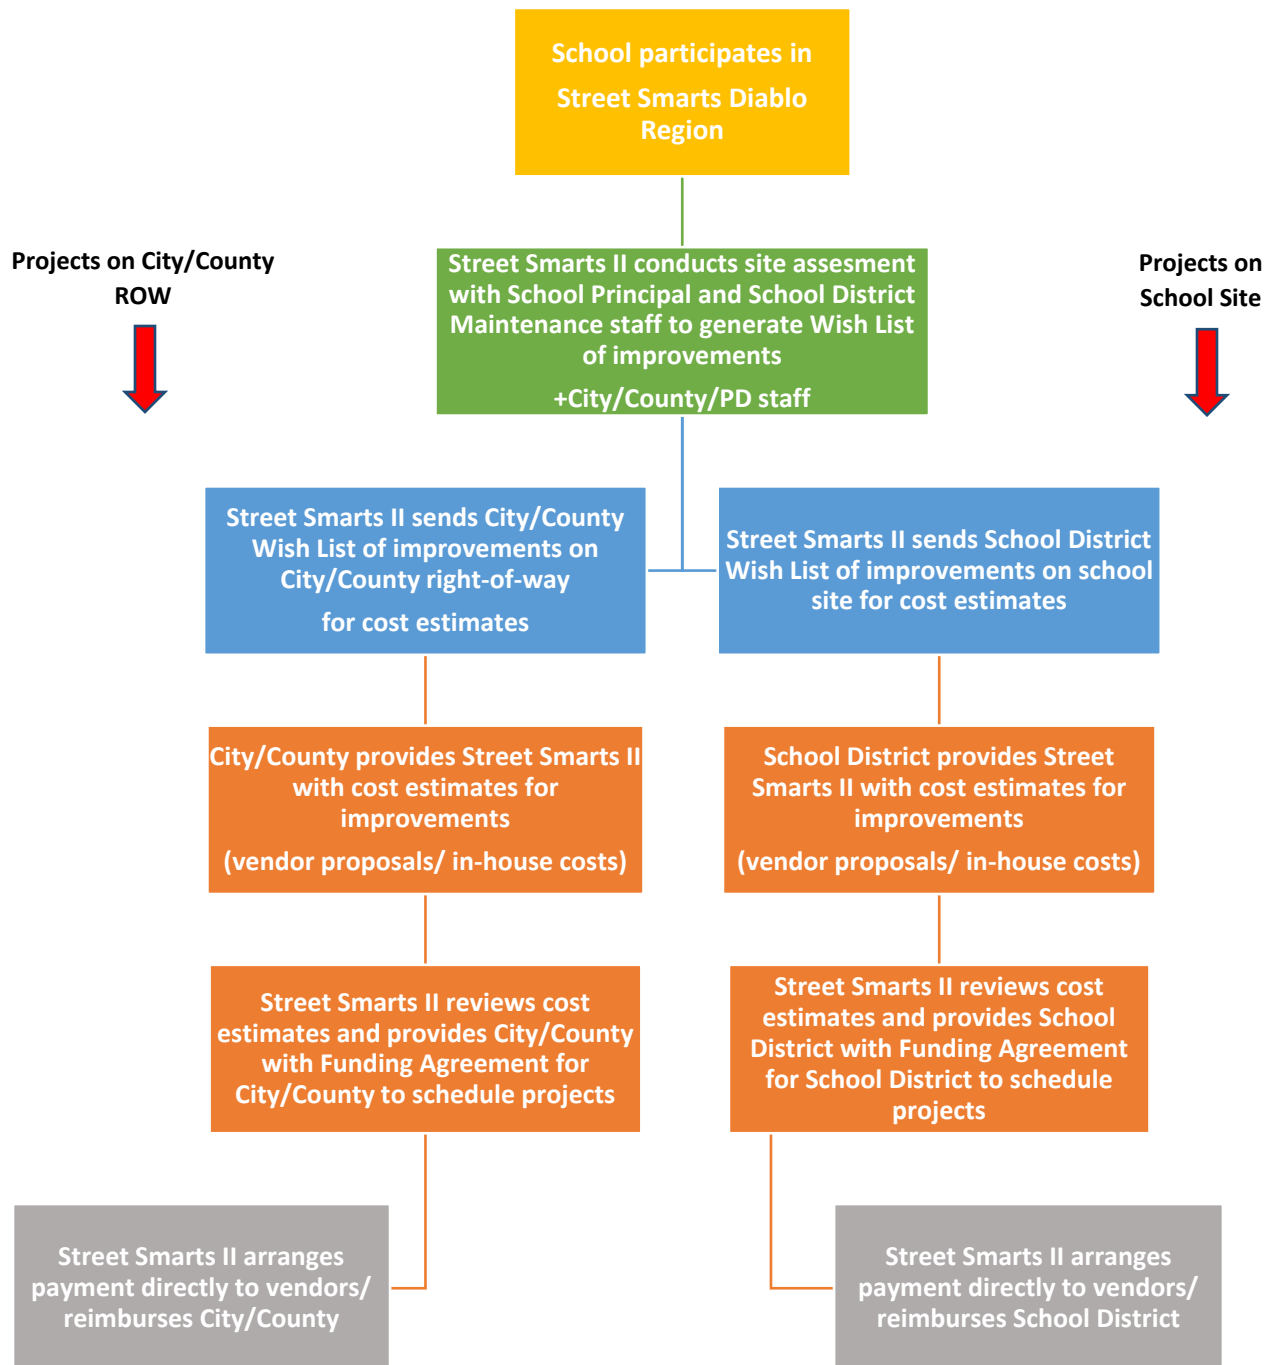 School participates in
Street Smarts Diablo
Region
Projects on City/County
ROW
Street Smarts II conducts site assesment
with School Principal and School District
Maintenance staff to generate Wish List
of improvements
+City/County/PD staff
Projects on
School Site
Street Smarts II sends City/County
Wish List of improvements on
City/County right-of-way
for cost estimates
Street Smarts II sends School District
Wish List of improvements on school
site for cost estimates
City/County provides Street Smarts II
with cost estimates for
improvements
(vendor proposals/ in-house costs)
School District provides Street
Smarts II with cost estimates for
improvements
(vendor proposals/ in-house costs)
Street Smarts II reviews cost
estimates and provides City/County
with Funding Agreement for
City/County to schedule projects
Street Smarts II reviews cost
estimates and provides School
District with Funding Agreement
for School District to schedule
projects
Street Smarts II arranges
payment directly to vendors/
reimburses City/County
Street Smarts II arranges
payment directly to vendors/
reimburses School District